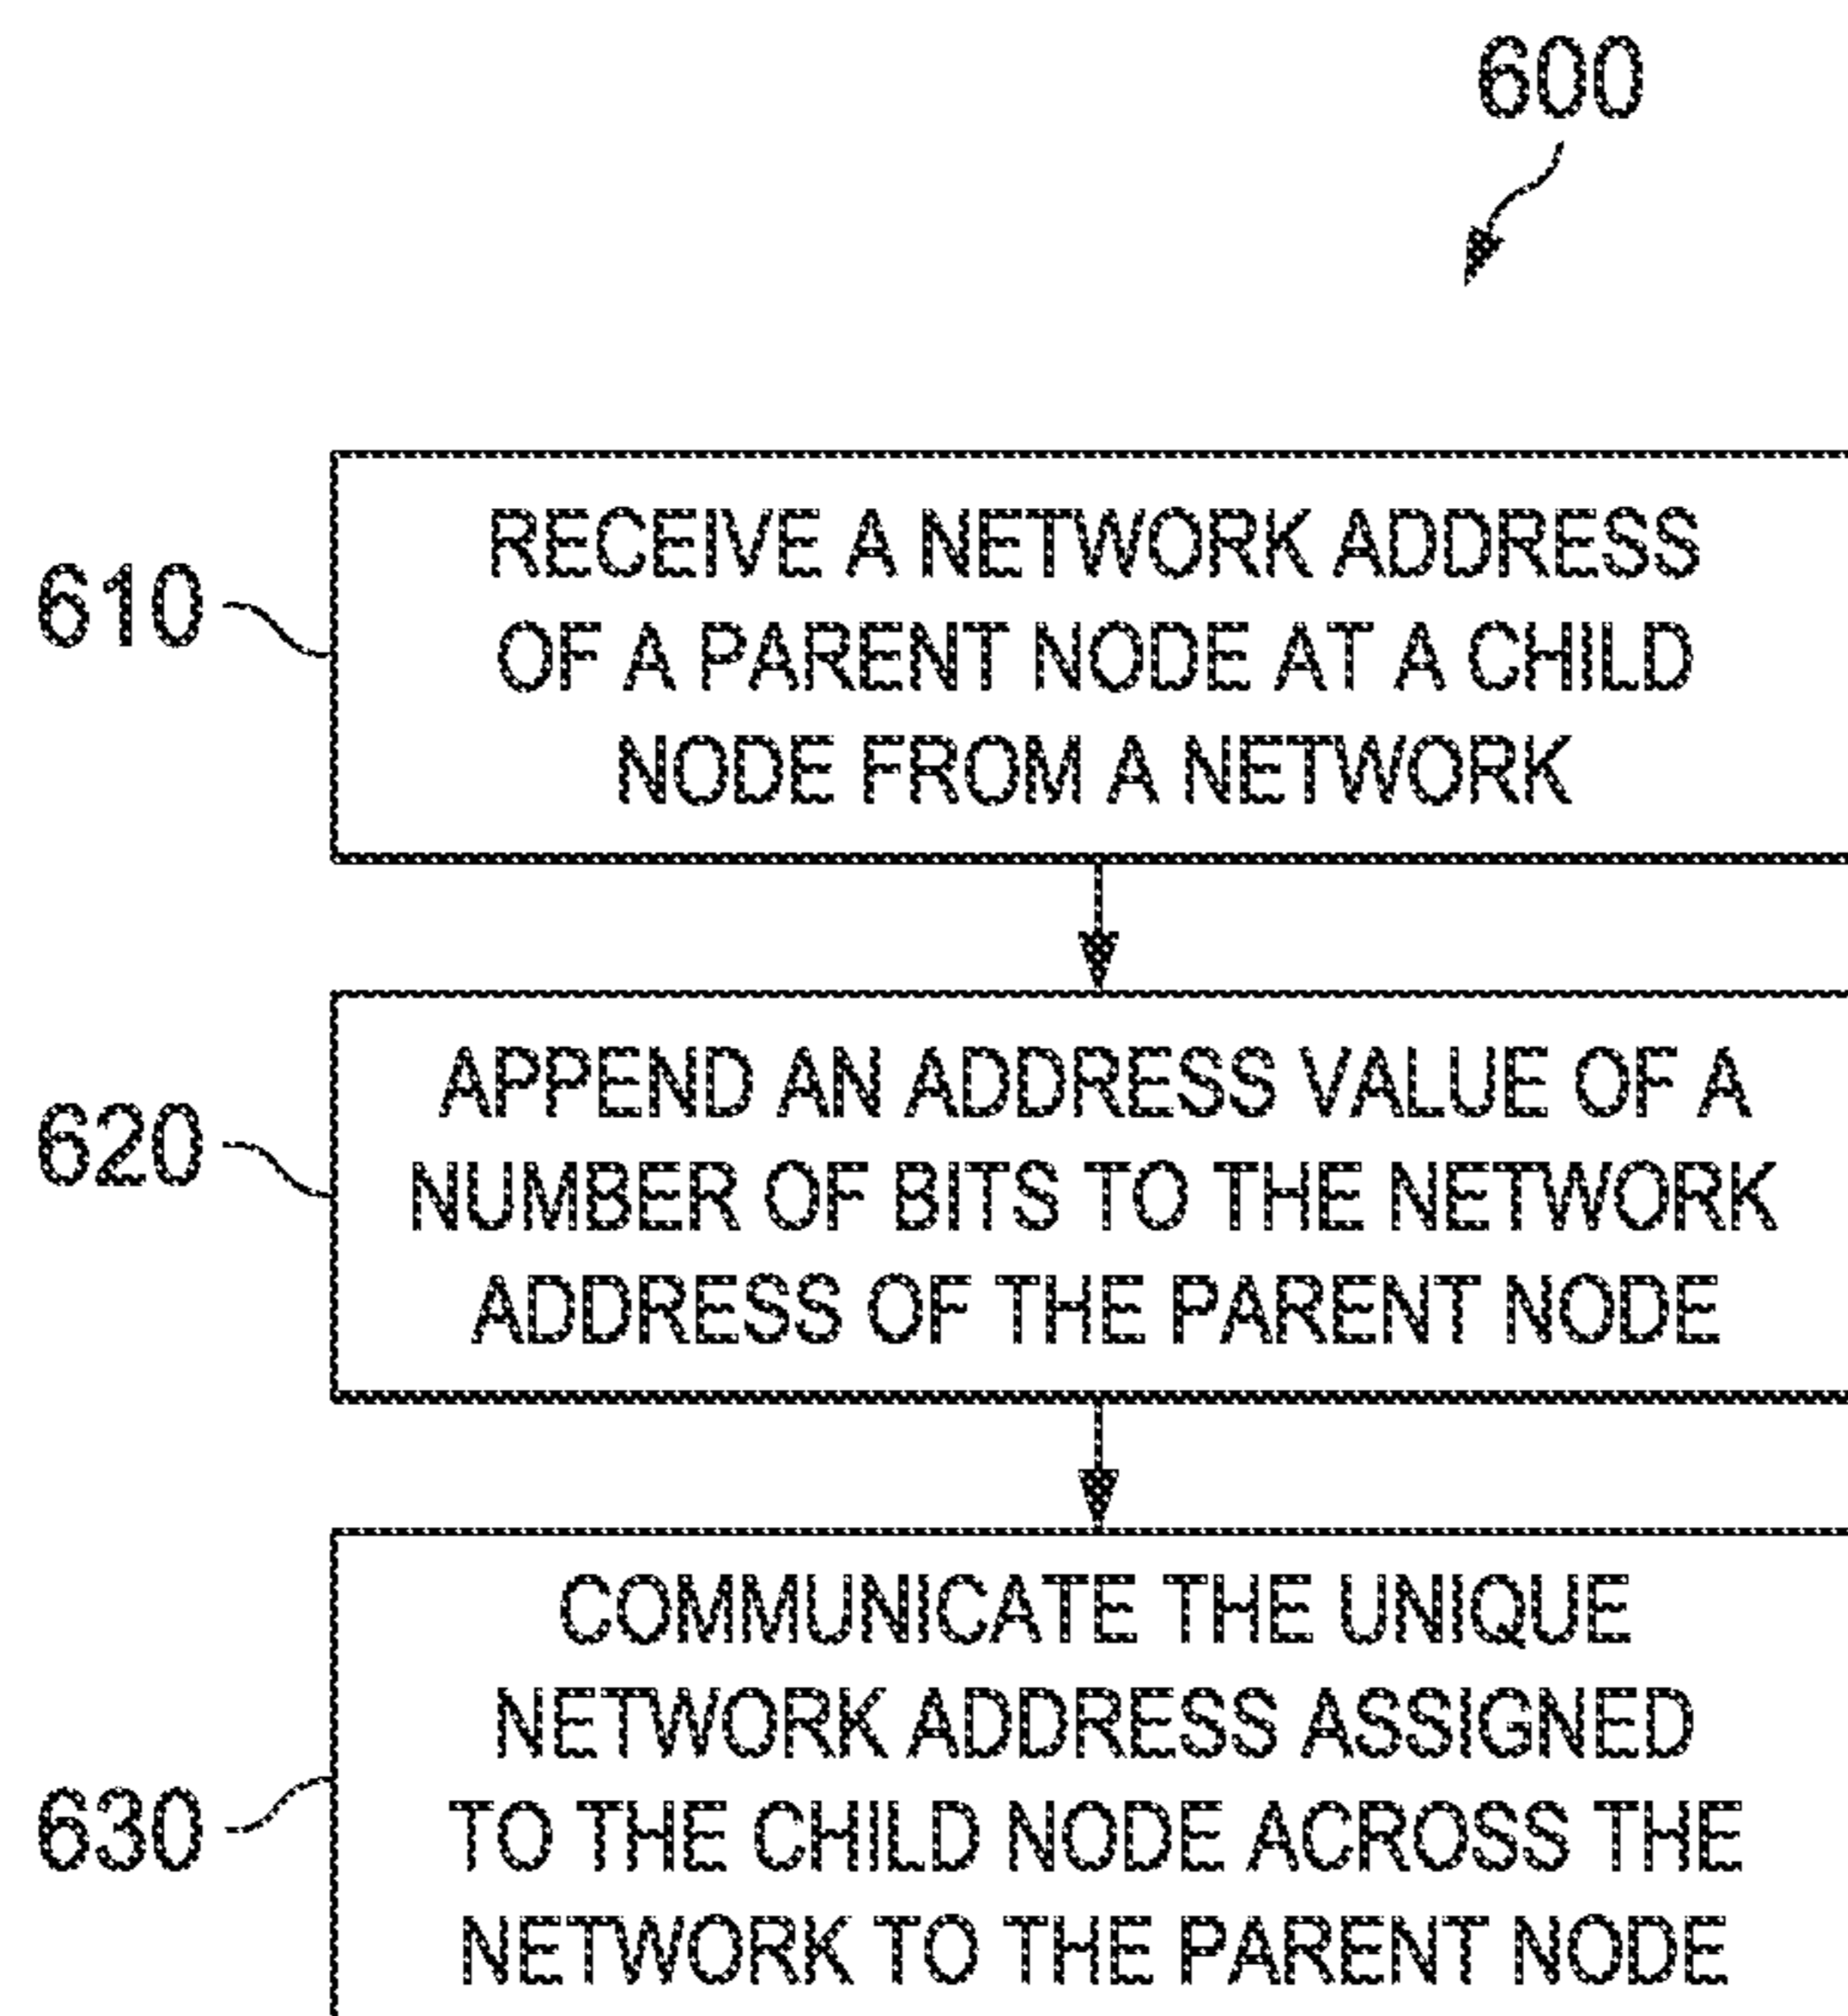 600
610
RECEIVE A NETWORK ADDRESS
OF A PARENT NODE AT A CHILD
NODE FROM A NETWORK
620
APPEND AN ADDRESS VALUE OF A
NUMBER OF BITS TO THE NETWORK
ADDRESS OF THE PARENT NODE
630
COMMUNICATE THE UNIQUE
NETWORK ADDRESS ASSIGNED
TO THE CHILD NODE ACROSS THE
NETWORK TO THE PARENT NODE